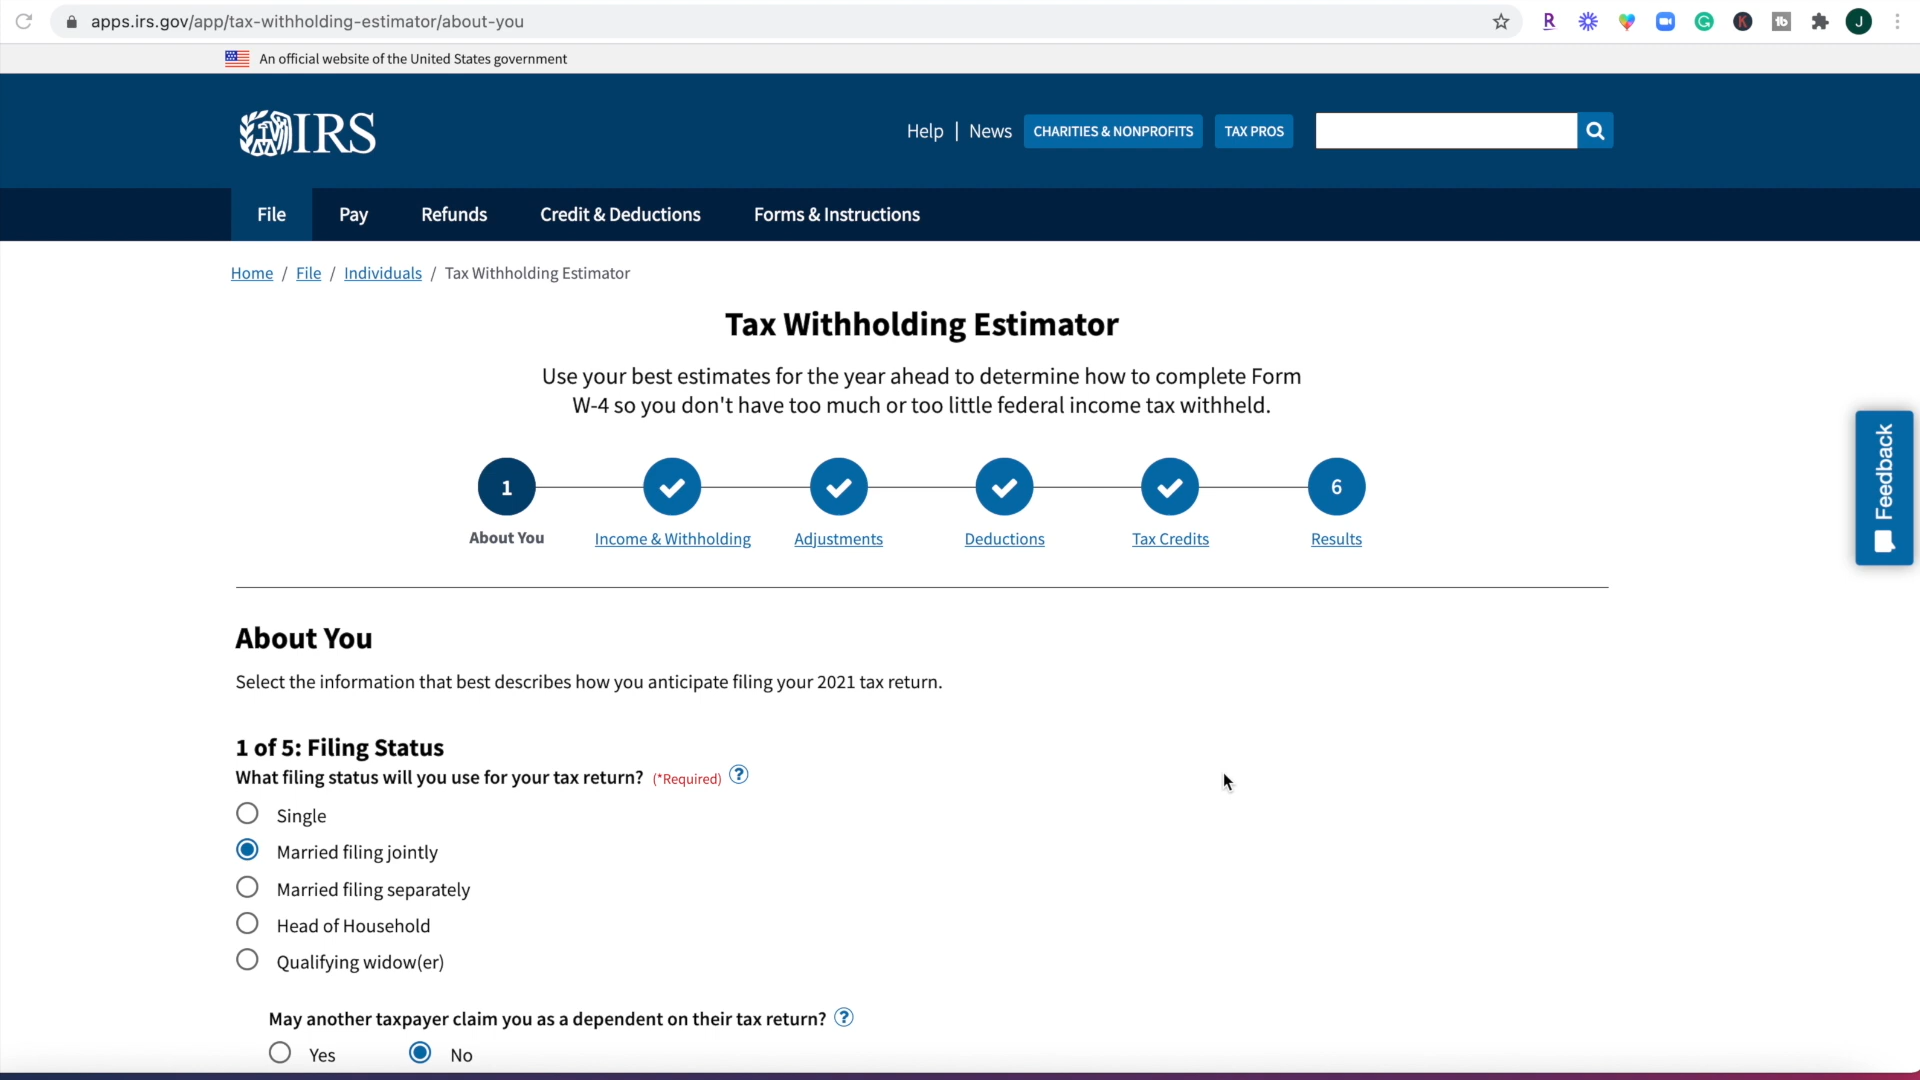 apps.irs.gov/app/tax-withholding-estimator/about-you
R
G
K
tb
J
An official website of the United States government
IRS
Help | News
CHARITIES & NONPROFITS
TAX PROS
File
Pay
Refunds
Credit & Deductions
Forms & Instructions
Home / File / Individuals / Tax Withholding Estimator
Tax Withholding Estimator
Use your best estimates for the year ahead to determine how to complete Form
W-4 so you don't have too much or too little federal income tax withheld.
1
6
About You
Income & Withholding
Adjustments
Deductions
Tax Credits
Results
Feedback
About You
Select the information that best describes how you anticipate filing your 2021 tax return.
1 of 5: Filing Status
What filing status will you use for your tax return? (*Required) ?
Single
Married filing jointly
Married filing separately
Head of Household
Qualifying widow(er)
May another taxpayer claim you as a dependent on their tax return? ?
Yes
No